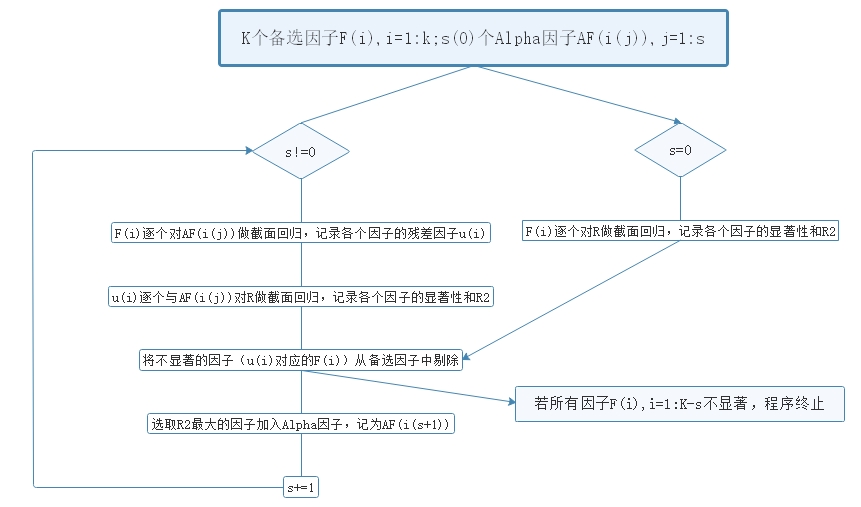 K个备选因子F(i),i=1:k;s(0)个Alpha因子AF(i(j)),j=1:s
s!=0
s=0
F(i)逐个对AF(i(j))做截面回归，记录各个因子的残差因子u(i)
F(i)逐个对R做截面回归，记录各个因子的显著性和R2
u(i)逐个与AF(i(j))对R做截面回归，记录各个因子的显著性和R2
将不显著的因子（u(i)对应的F(i)）从备选因子中剔除
若所有因子F(i),i=1:K-s不显著，程序终止
选取R2最大的因子加入Alpha因子，记为AF(i(s+1))
s+=1